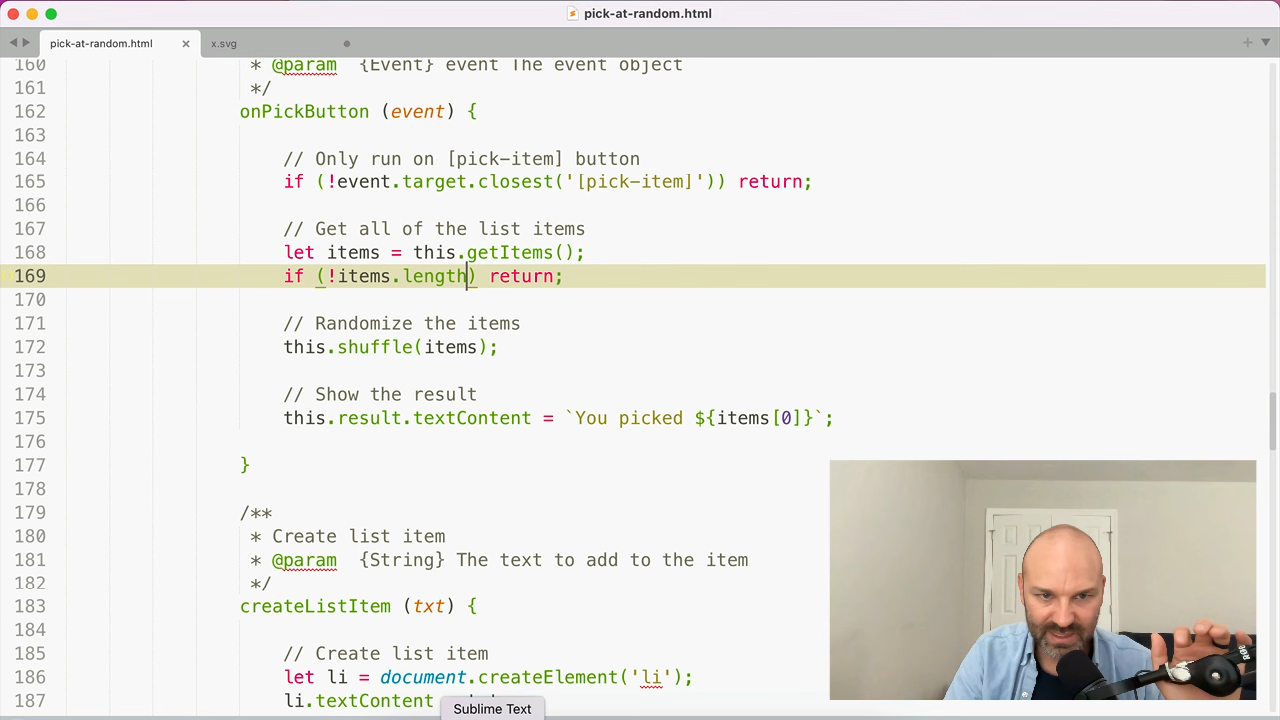 pick-at-random.html
pick-at-random.html
x.svg
160 * @param {Event} event The event object
161 */
162 onPickButton (event) {
163
164 // Only run on [pick-item] button
165 if (!event.target.closest('[pick-item]')) return;
166
167 // Get all of the list items
168 let items = this.getItems();
169 if (!items.length) return;
170
171 // Randomize the items
172 this.shuffle(items);
173
174 // Show the result
175 this.result.textContent = `You picked ${items[0]}`;
176
177 }
178
179 /**
180 * Create list item
181 * @param {String} The text to add to the item
182 */
183 createListItem (txt) {
184
185 // Create list item
186 let li = document.createElement('li');
187 li.textContent
Sublime Text